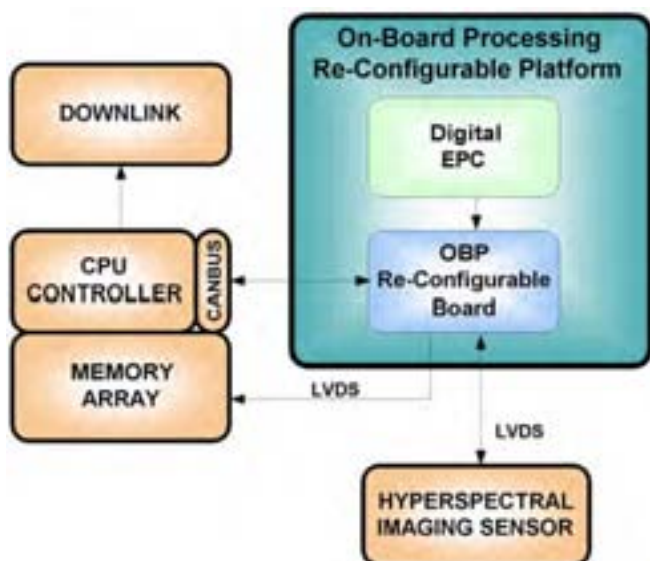 On-Board Processing
Re-Configurable Platform
DOWNLINK
Digital
EPC
CPU
CONTROLLER
CANBUS
OBP
Re-Configurable
Board
MEMORY
ARRAY
LVDS
LVDS
HYPERSPECTRAL
IMAGING SENSOR